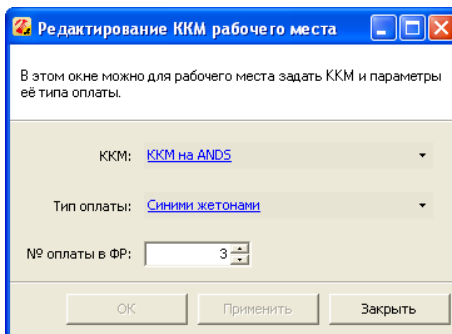 Редактирование ККМ рабочего места
В этом окне можно для рабочего места задать ККМ и параметры
её типа оплаты.
ККМ: ККМ на ANDS
Тип оплаты: Синими жетонами
№ оплаты в ФР: 3
ОК Применить Закрыть